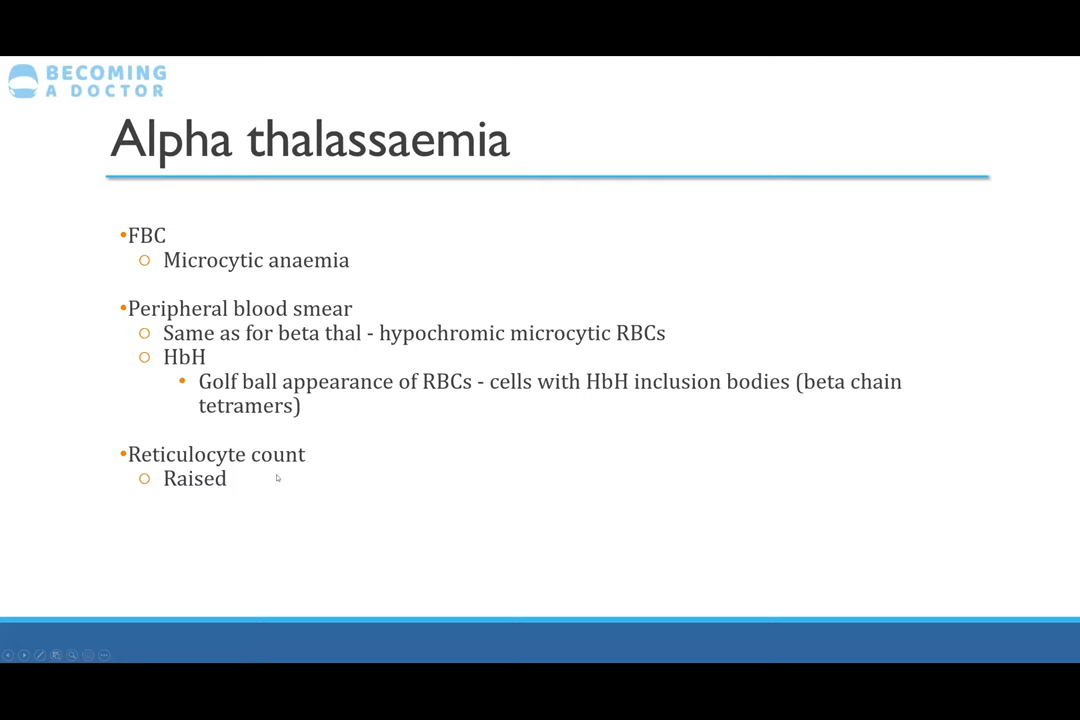 BECOMING
A DOCTOR
Alpha thalassaemia
•FBC
○ Microcytic anaemia
•Peripheral blood smear
○ Same as for beta thal - hypochromic microcytic RBCs
○ HbH
• Golf ball appearance of RBCs - cells with HbH inclusion bodies (beta chain
tetramers)
•Reticulocyte count
○ Raised